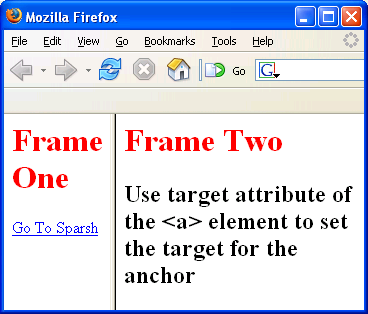 Mozilla Firefox
File Edit View Go Bookmarks Tools Help
Go G
Frame
One
Go To Sparsh
Frame Two
Use target attribute of
the <a> element to set
the target for the
anchor